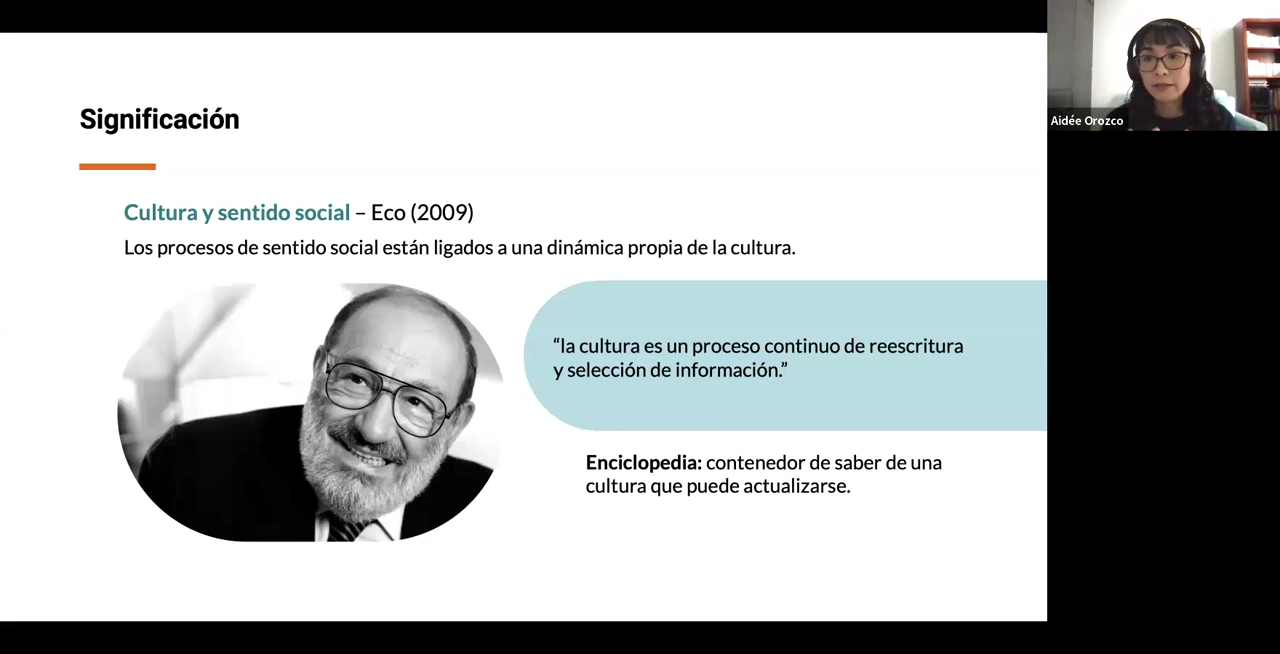 Significación
Cultura y sentido social – Eco (2009)
Los procesos de sentido social están ligados a una dinámica propia de la cultura.
“la cultura es un proceso continuo de reescritura
y selección de información.”
Enciclopedia: contenedor de saber de una
cultura que puede actualizarse.
Aidée Orozco